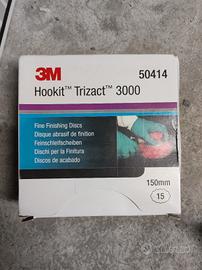 3M
50414
Hookit™ Trizact™ 3000
Fine Finishing Discs
Disque abrasif de finition
Feinschleifscheiben
Dischi per la Finitura
Discos de acabado
150mm
15